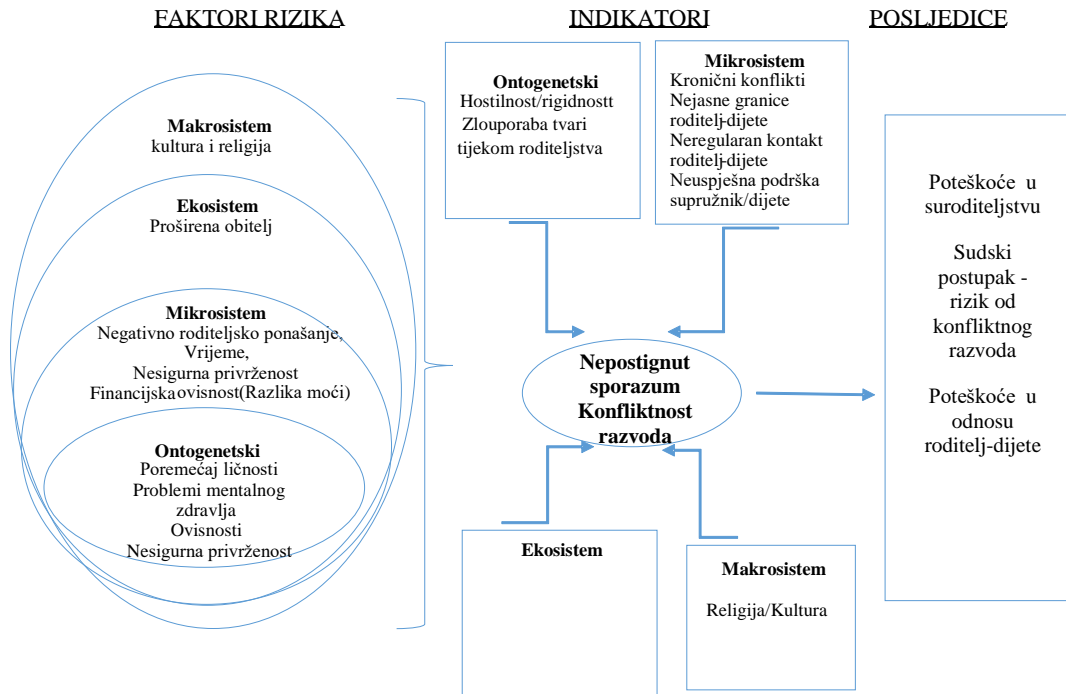 FAKTORI RIZIKA
INDIKATORI
POSLJEDICE
Makrosistem
kultura i religija
Ekosistem
Proširena obitelj
Mikrosistem
Negativno roditeljsko ponašanje,
Vrijeme,
Nesigurna privrženost
Financijska ovisnost(Razlika moći)
Ontogenetski
Poremećaj ličnosti
Problemi mentalnog
zdravlja
Ovisnosti
Nesigurna privrženost
Ontogenetski
Hostilnost/rigidnostt
Zlouporaba tvari
tijekom roditeljstva
Mikrosistem
Kronični konflikti
Nejasne granice
roditelj-dijete
Neregularan kontakt
roditelj-dijete
Neuspješna podrška
supružnik/dijete
Nepostignut
sporazum
Konfliktnost
razvoda
Ekosistem
Makrosistem
Religija/Kultura
Poteškoće u
suroditeljstvu
Sudski
postupak -
rizik od
konfliktnog
razvoda
Poteškoće u
odnosu
roditelj-dijete